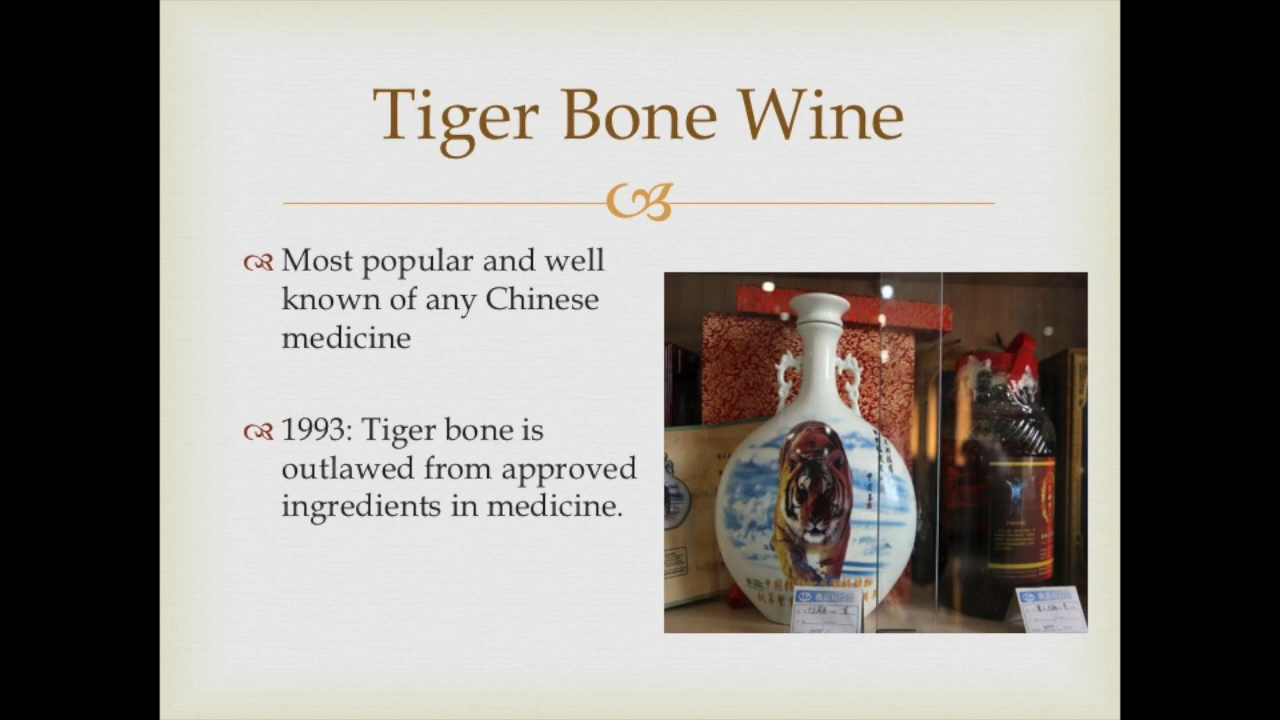 Tiger Bone Wine
Most popular and well
known of any Chinese
medicine
1993: Tiger bone is
outlawed from approved
ingredients in medicine.